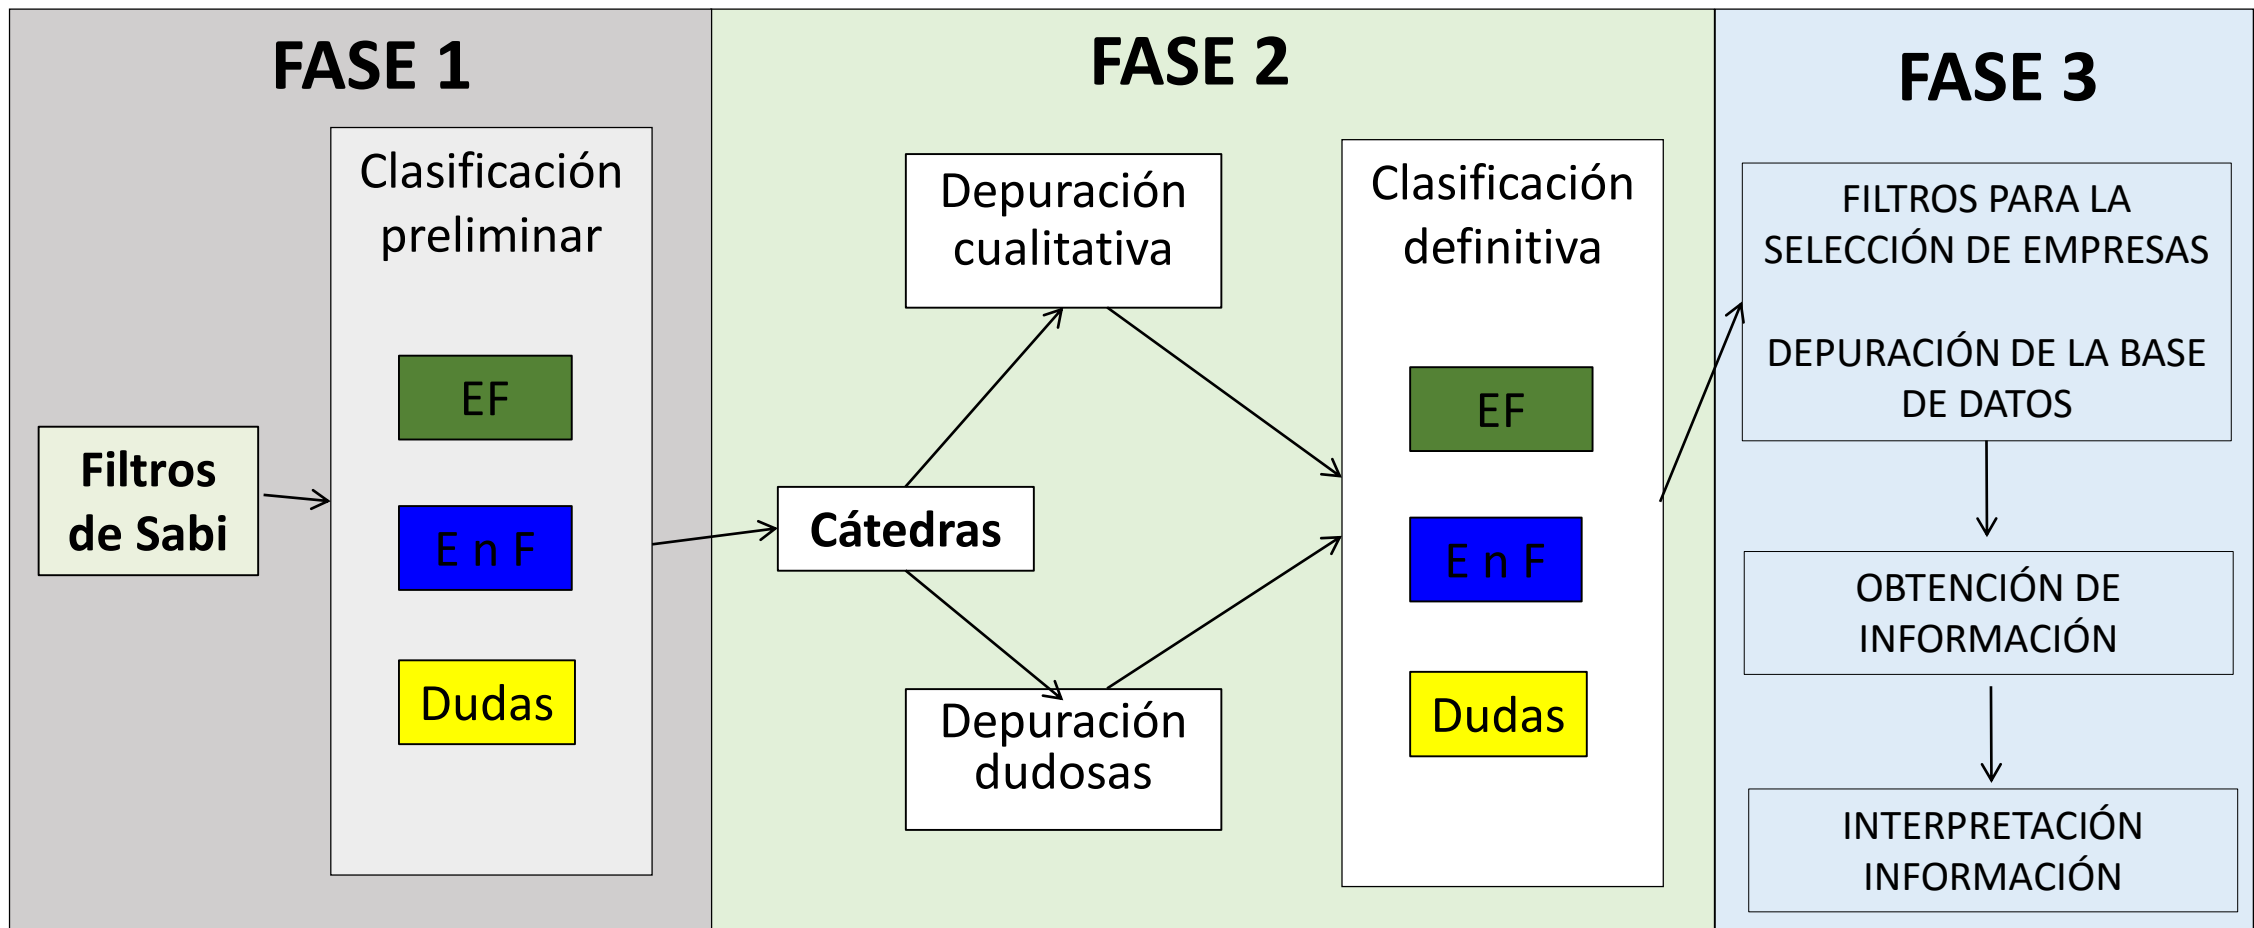 FASE 1
Filtros
de Sabi
Clasificación
preliminar
EF
E n F
Dudas
FASE 2
Cátedras
Depuración
cualitativa
Depuración
dudosas
Clasificación
definitiva
EF
E n F
Dudas
FASE 3
FILTROS PARA LA
SELECCIÓN DE EMPRESAS
DEPURACIÓN DE LA BASE
DE DATOS
OBTENCIÓN DE
INFORMACIÓN
INTERPRETACIÓN
INFORMACIÓN